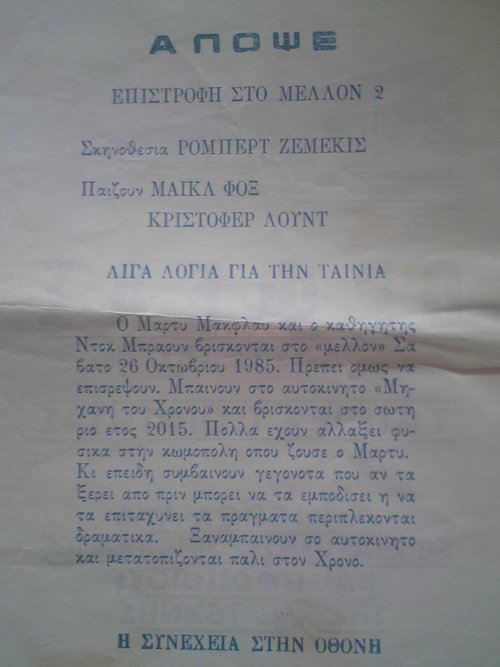 ΑΠΟΨΕ
ΕΠΙΣΤΡΟΦΗ ΣΤΟ ΜΕΛΛΟΝ 2
Σκηνοθεσια ΡΟΜΠΕΡΤ ΖΕΜΕΚΙΣ
Παιζουν ΜΑΙΚΛ ΦΟΞ
ΚΡΙΣΤΟΦΕΡ ΛΟΥΝΤ
ΛΙΓΑ ΛΟΓΙΑ ΓΙΑ ΤΗΝ ΤΑΙΝΙΑ
Ο Μαρτυ Μακφλαυ και ο καθηγητης
Ντοκ Μπραουν βρισκονται στο «μελλον» Σα
βατο 26 Οκτωβριου 1985. Πρεπει ομως να
επισρεψουν. Μπαινουν στο αυτοκινητο «Μη-
χανη του Χρονου» και βρισκονται στο σωτη
ριο ετος 2015. Πολλα εχουν αλλαξει φυ-
σικα στην κωμοπολη οπου ζουσε ο Μαρτυ.
Κι επειδη συμβαινουν γεγονοτα που αν τα
ξερει απο πριν μπορει να τα εμποδισει η να
τα επιταχυνει τα πραγματα περιπλεκονται
δραματικα. Ξαναμπαινουν σο αυτοκινητο
και μετατοπιζονται παλι στον Χρονο.
Η ΣΥΝΕΧΕΙΑ ΣΤΗΝ ΟΘΟΝΗ